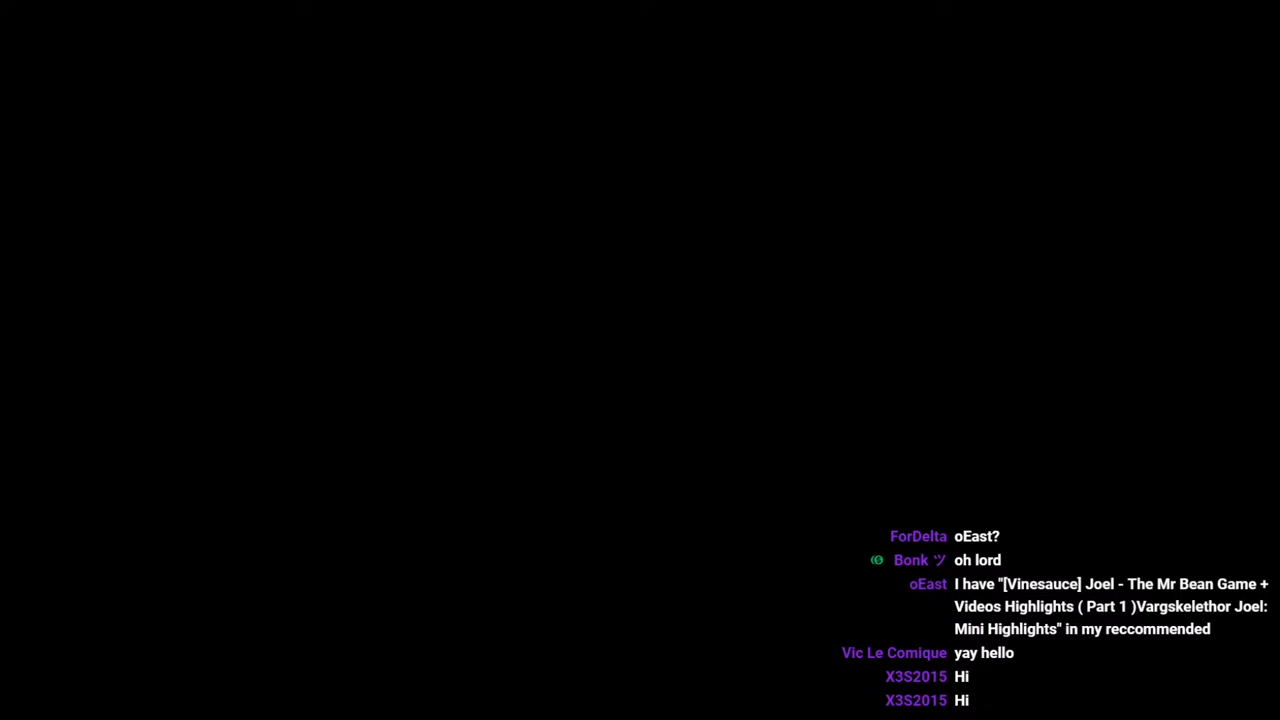 ForDelta oEast?
Bonk ツ oh lord
oEast I have "[Vinesauce] Joel - The Mr Bean Game +
Videos Highlights ( Part 1 )Vargskelethor Joel:
Mini Highlights" in my reccommended
Vic Le Comique yay hello
X3S2015 Hi
X3S2015 Hi